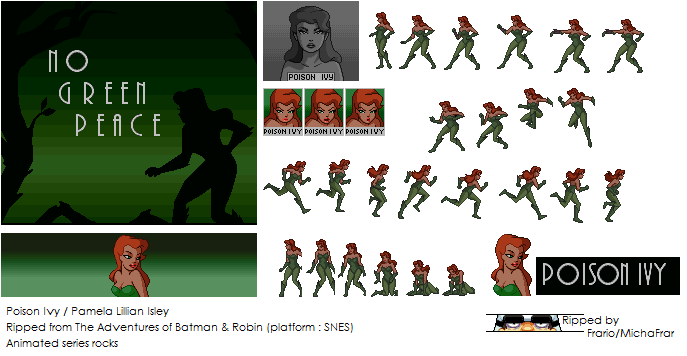 NO
GREEN
PEACE
POISON IVY
POISON IVY POISON IVY POISON IVY
POISON IVY
Poison Ivy / Pamela Lillian Isley
Ripped from The Adventures of Batman & Robin (platform : SNES)
Animated series rocks
Ripped by
Frario/MichaFrar